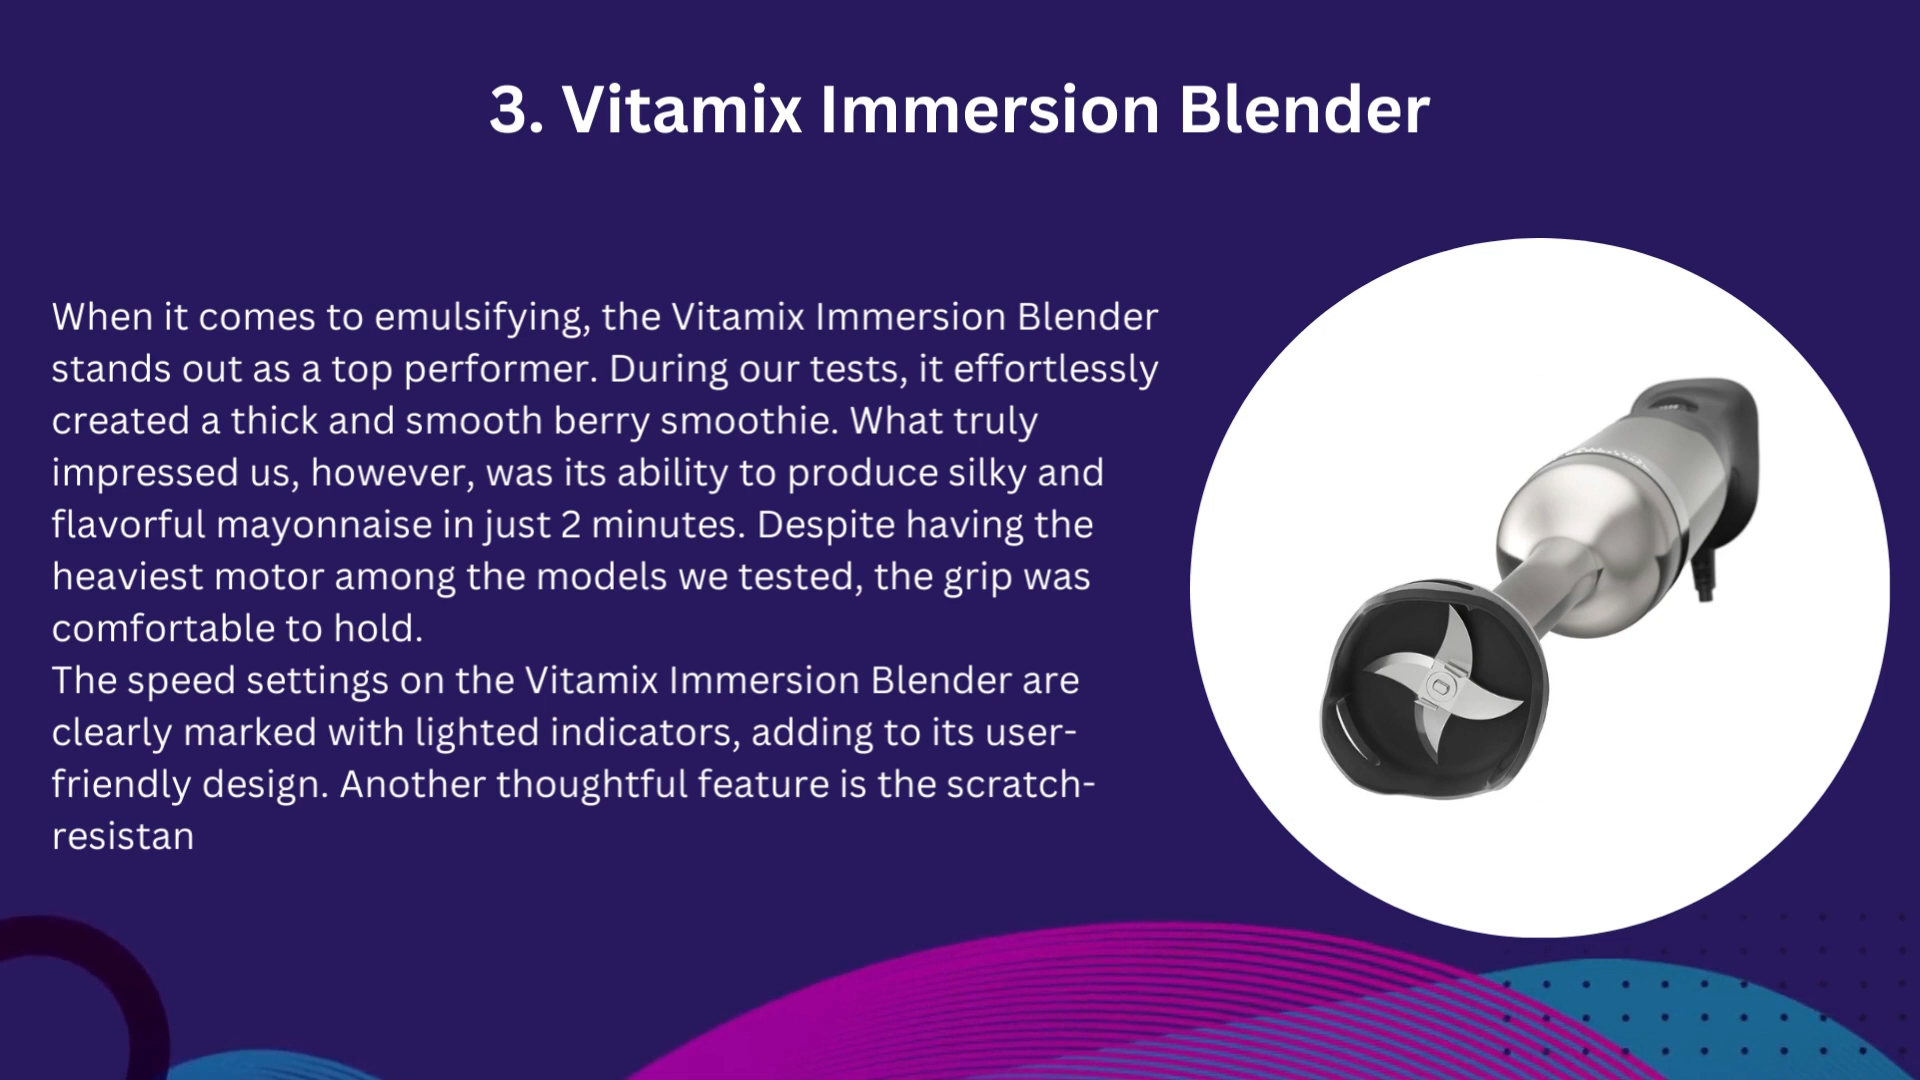 3. Vitamix Immersion Blender
When it comes to emulsifying, the Vitamix Immersion Blender
stands out as a top performer. During our tests, it effortlessly
created a thick and smooth berry smoothie. What truly
impressed us, however, was its ability to produce silky and
flavorful mayonnaise in just 2 minutes. Despite having the
heaviest motor among the models we tested, the grip was
comfortable to hold.
The speed settings on the Vitamix Immersion Blender are
clearly marked with lighted indicators, adding to its user-
friendly design. Another thoughtful feature is the scratch-
resistan